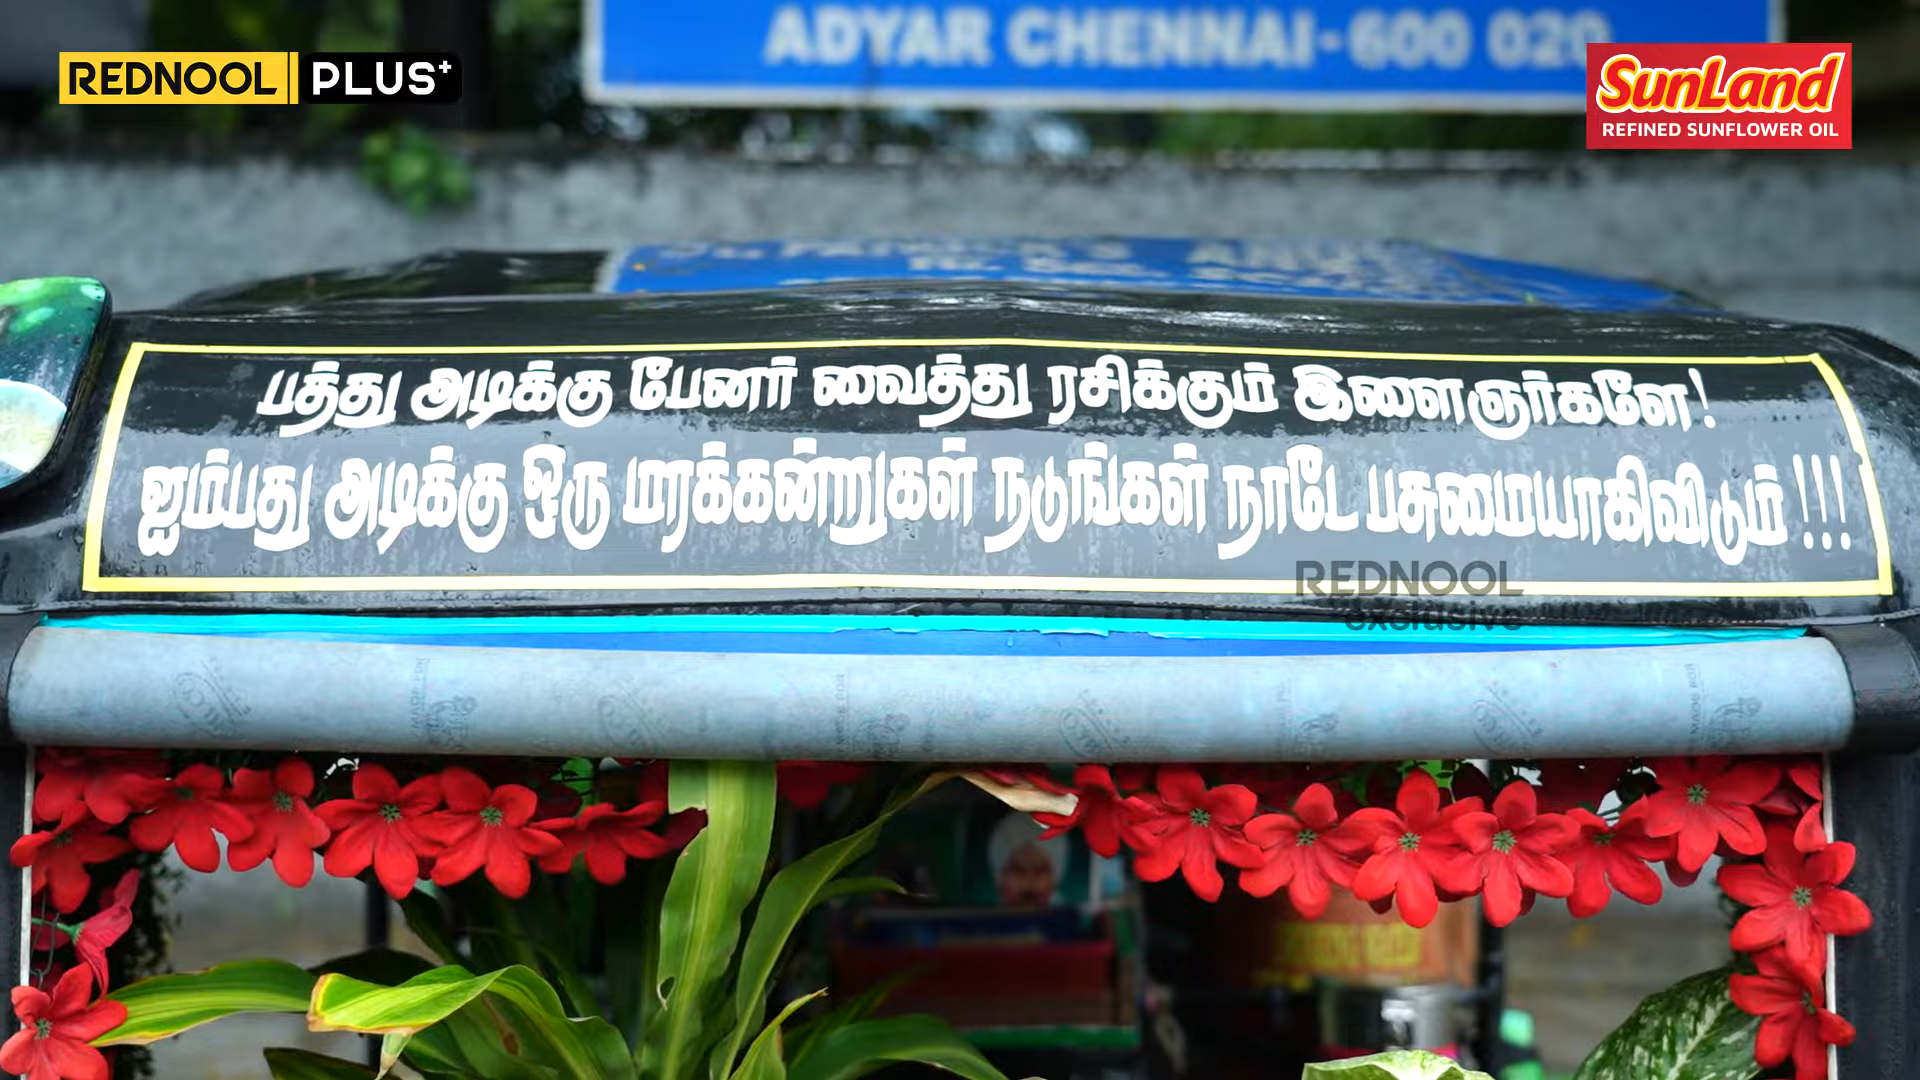 ADYAR CHENNAI-600 020
REDNOOL PLUS+
SunLand
REFINED SUNFLOWER OIL
பத்து அடிக்கு பேனர் வைத்து ரசிக்கும் இளைஞர்களே!
ஐம்பது அடிக்கு ஒரு மரக்கன்றுகள் நடுங்கள் நாடே பசுமையாகிவிடும் !!!
REDNOOL
exclusive